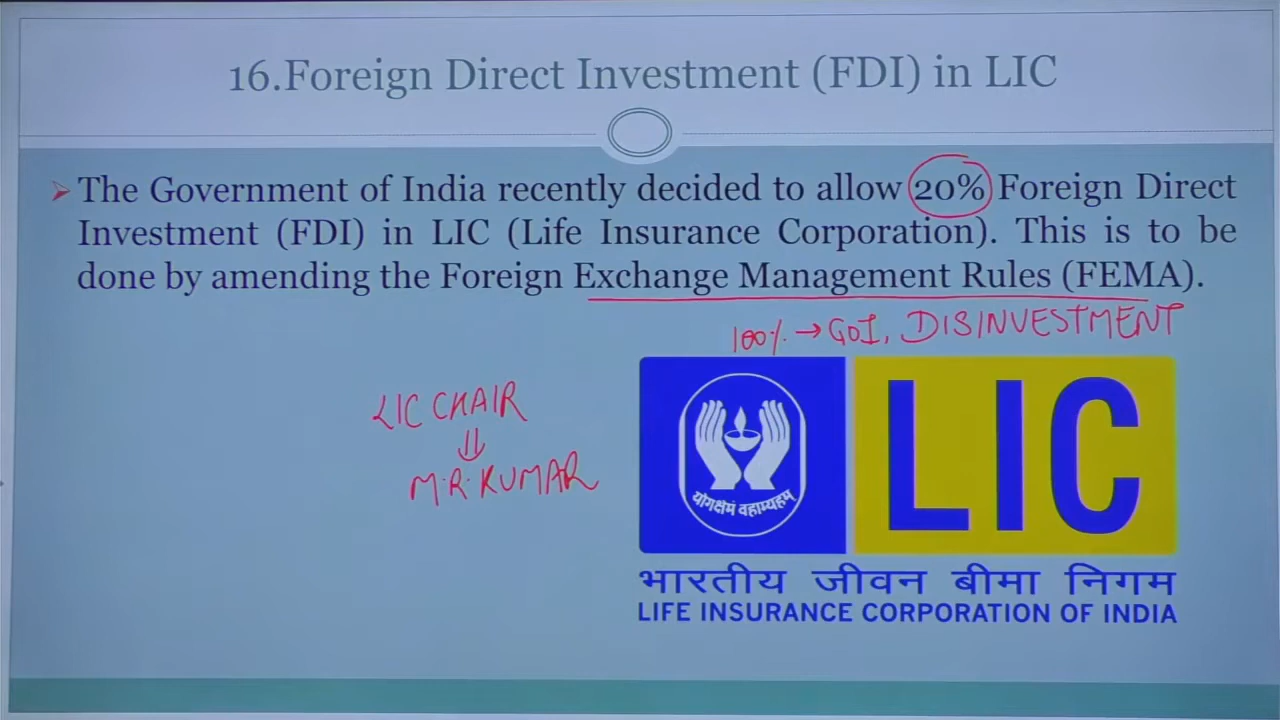 16.Foreign Direct Investment (FDI) in LIC
The Government of India recently decided to allow 20% Foreign Direct
Investment (FDI) in LIC (Life Insurance Corporation). This is to be
done by amending the Foreign Exchange Management Rules (FEMA).
100% → GOI, DISINVESTMENT
LIC CHAIR
⇓
M.R. KUMAR
योगक्षेमं वहाम्यहम्
LIC
भारतीय जीवन बीमा निगम
LIFE INSURANCE CORPORATION OF INDIA